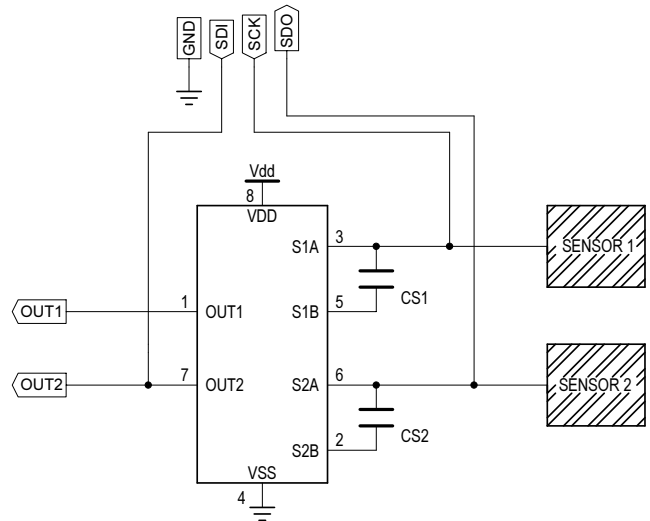 GND
SDI
SCK
SDO
Vdd
8
VDD
S1A
3
SENSOR 1
CS1
OUT1
1
OUT1
S1B
5
OUT2
7
OUT2
S2A
6
SENSOR 2
CS2
S2B
2
VSS
4